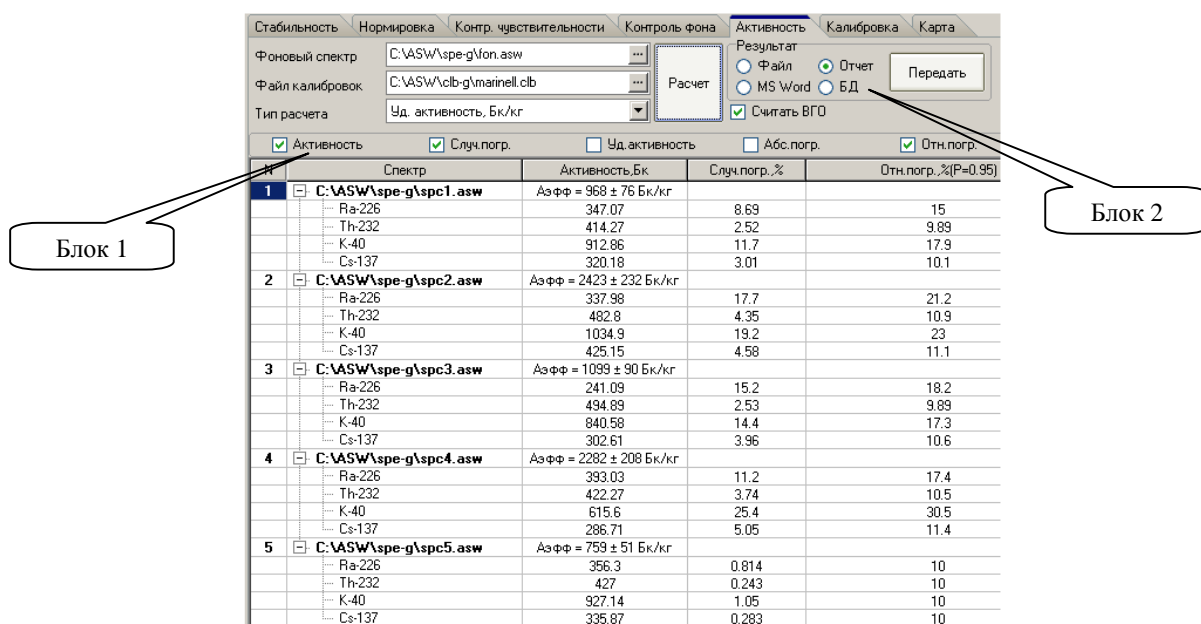 Стабильность Нормировка Контр. чувствительности Контроль фона Активность Калибровка Карта
Фоновый спектр C:\ASW\spe-g\fon.asw ... Расчет Результат
Файл Отчет Передать
Файл калибровок C:\ASW\clb-g\marinell.clb ... MS Word БД
Тип расчета Уд. активность, Бк/кг Считать ВГО
Активность Случ.погр. Уд.активность Абс.погр. Отн.погр.
N Спектр Активность,Бк Случ.погр.,% Отн.погр.,%(P=0.95)
1 C:\ASW\spe-g\spc1.asw Аэфф = 968 ± 76 Бк/кг
Ra-226 347.07 8.69 15
Th-232 414.27 2.52 9.89
K-40 912.86 11.7 17.9
Cs-137 320.18 3.01 10.1
2 C:\ASW\spe-g\spc2.asw Аэфф = 2423 ± 232 Бк/кг
Ra-226 337.98 17.7 21.2
Th-232 482.8 4.35 10.9
K-40 1034.9 19.2 23
Cs-137 425.15 4.58 11.1
3 C:\ASW\spe-g\spc3.asw Аэфф = 1099 ± 90 Бк/кг
Ra-226 241.09 15.2 18.2
Th-232 494.89 2.53 9.89
K-40 840.58 14.4 17.3
Cs-137 302.61 3.96 10.6
4 C:\ASW\spe-g\spc4.asw Аэфф = 2282 ± 208 Бк/кг
Ra-226 393.03 11.2 17.4
Th-232 422.27 3.74 10.5
K-40 615.6 25.4 30.5
Cs-137 286.71 5.05 11.4
5 C:\ASW\spe-g\spc5.asw Аэфф = 759 ± 51 Бк/кг
Ra-226 356.3 0.814 10
Th-232 427 0.243 10
K-40 927.14 1.05 10
Cs-137 335.87 0.283 10
Блок 1
Блок 2